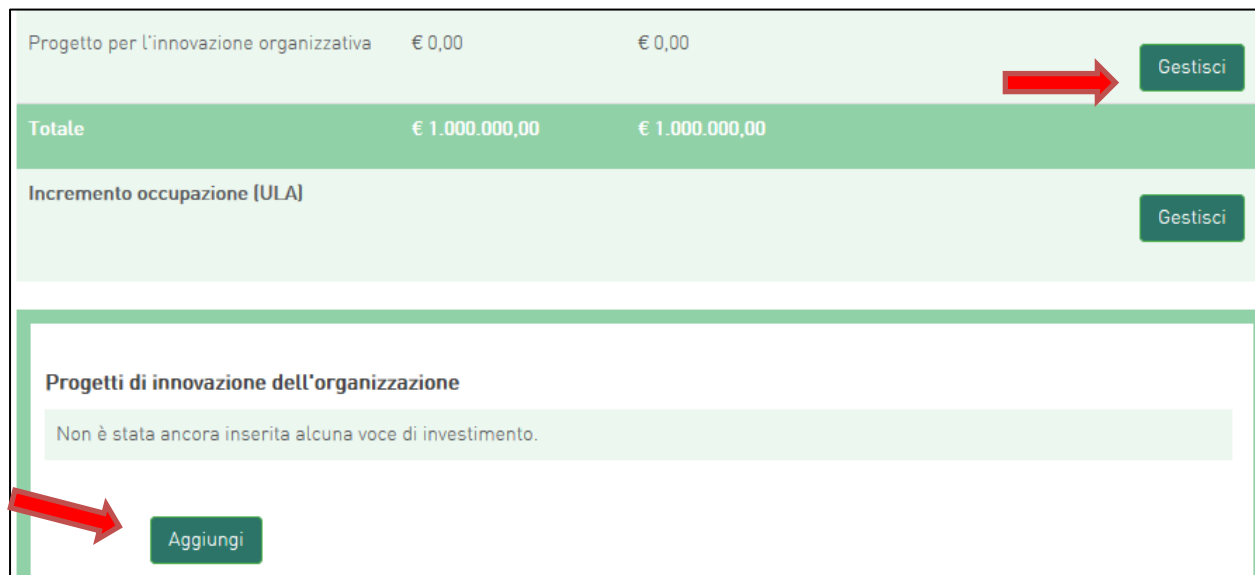 Progetto per l'innovazione organizzativa € 0,00 € 0,00
Gestisci
Totale € 1.000.000,00 € 1.000.000,00
Incremento occupazione (ULA)
Gestisci
Progetti di innovazione dell'organizzazione
Non è stata ancora inserita alcuna voce di investimento.
Aggiungi